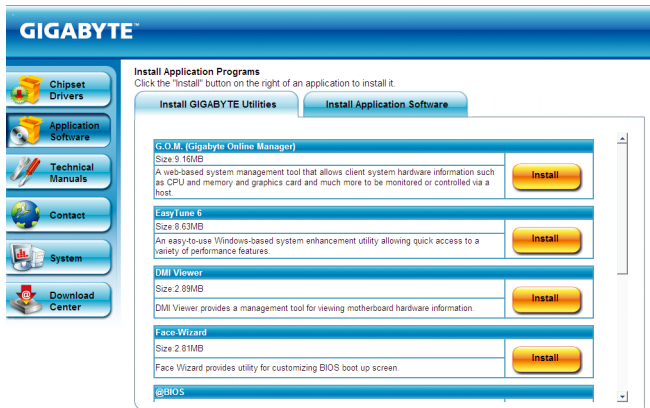 GIGABYTE™
Chipset
Drivers
Application
Software
Technical
Manuals
Contact
System
Download
Center
Install Application Programs
Click the "Install" button on the right of an application to install it.
Install GIGABYTE Utilities
Install Application Software
G.O.M. (Gigabyte Online Manager)
Size:9.16MB
A web-based system management tool that allows client system hardware information such
as CPU and memory and graphics card and much more to be monitored or controlled via a
host.
Install
EasyTune 6
Size:8.63MB
An easy-to-use Windows-based system enhancement utility allowing quick access to a
variety of performance features.
Install
DMI Viewer
Size:2.89MB
DMI Viewer provides a management tool for viewing motherboard hardware information.
Install
Face-Wizard
Size:2.81MB
Face Wizard provides utility for customizing BIOS boot up screen.
Install
@BIOS